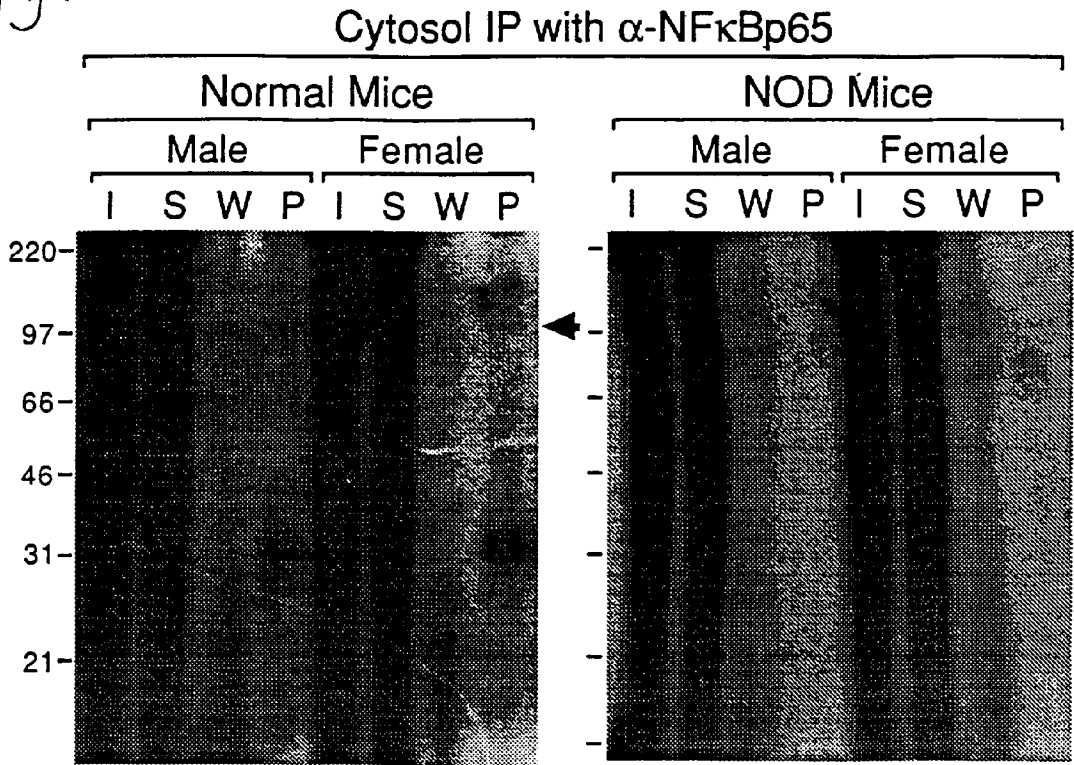 Cytosol IP with α-NFκBp65
Normal Mice NOD Mice
Male Female Male Female
I S W P I S W P I S W P I S W P
220-
97-
66-
46-
31-
21-